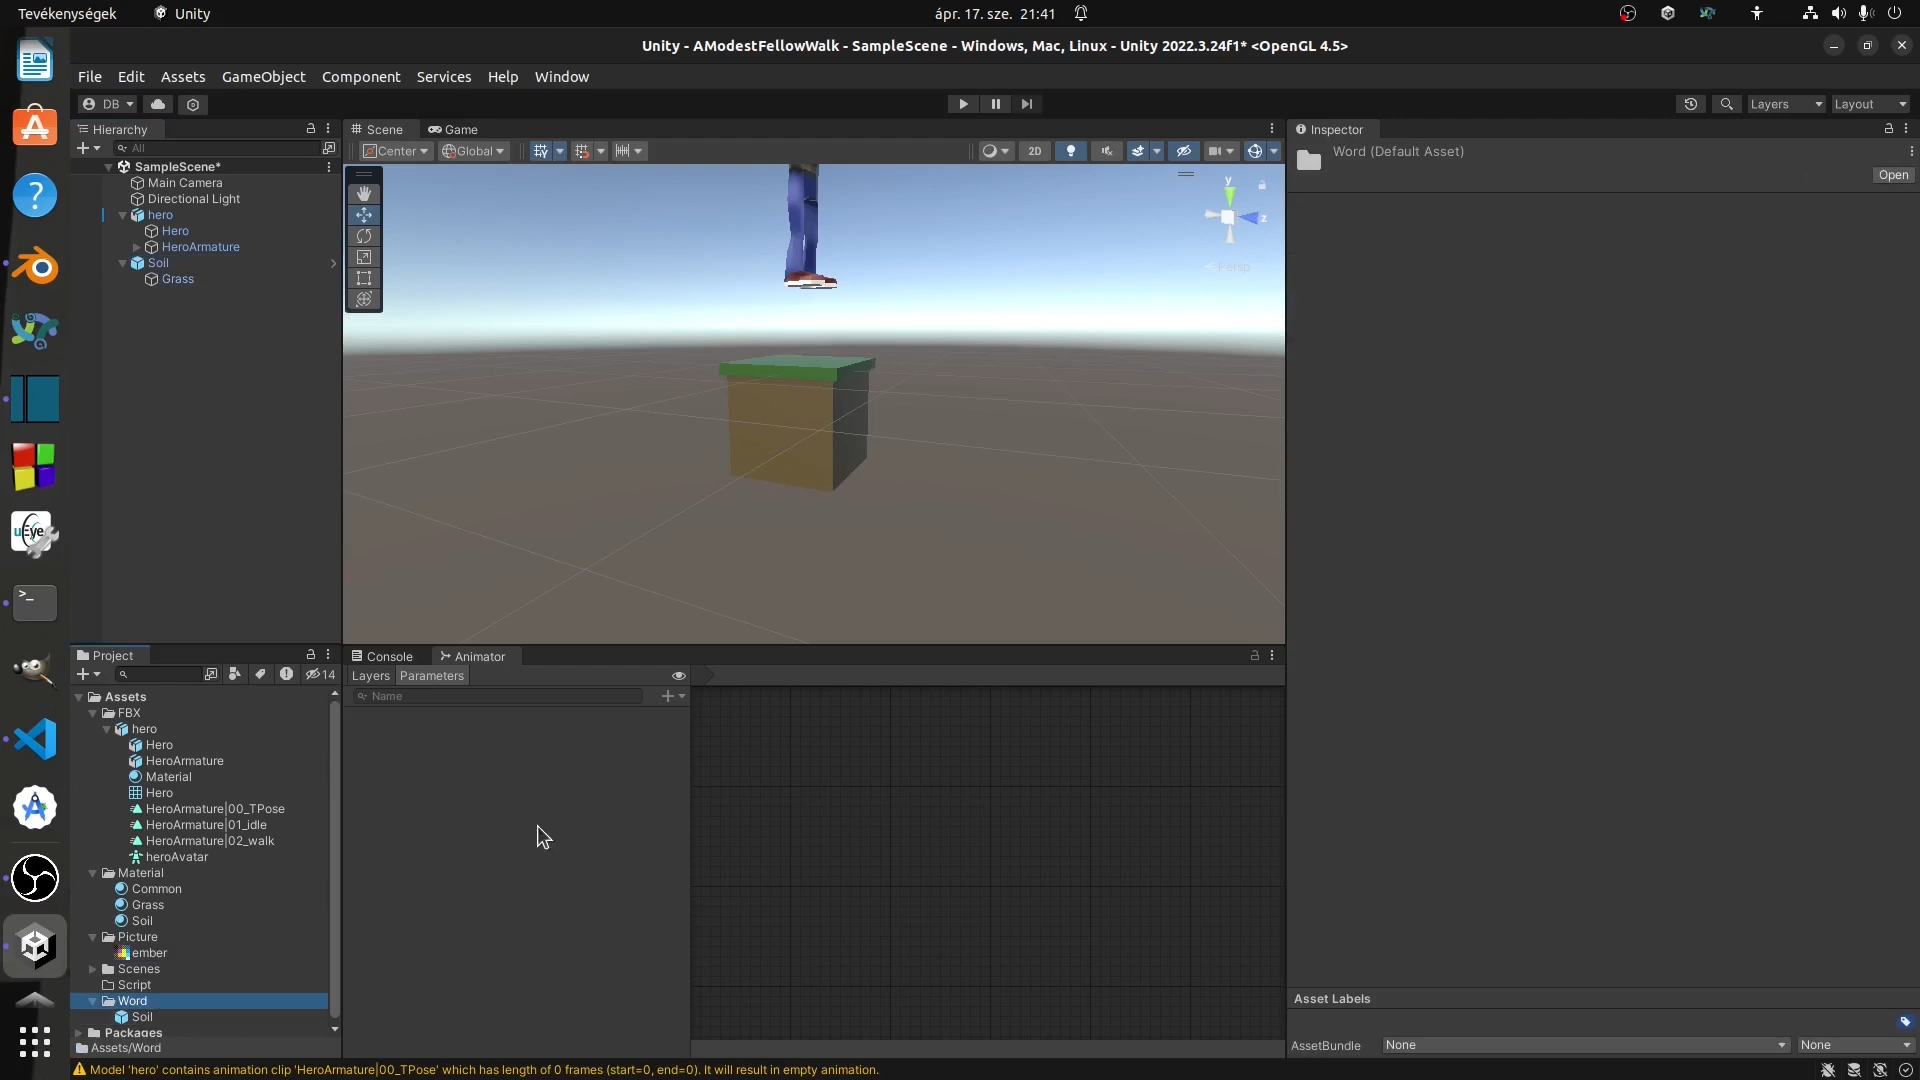 Tevékenységek
Unity
ápr. 17. sze. 21:41
Unity - AModestFellowWalk - SampleScene - Windows, Mac, Linux - Unity 2022.3.24f1* <OpenGL 4.5>
File Edit Assets GameObject Component Services Help Window
DB
Layers
Layout
Hierarchy
All
SampleScene*
Main Camera
Directional Light
hero
Hero
HeroArmature
Soil
Grass
Scene
Game
Center
Global
2D
y
z
Persp
Inspector
Word (Default Asset)
Open
Project
14
Assets
FBX
hero
Hero
HeroArmature
Material
Hero
HeroArmature|00_TPose
HeroArmature|01_idle
HeroArmature|02_walk
heroAvatar
Material
Common
Grass
Soil
Picture
ember
Scenes
Script
Word
Soil
Packages
Assets/Word
Console
Animator
Layers
Parameters
Name
Asset Labels
AssetBundle
None
None
Model 'hero' contains animation clip 'HeroArmature|00_TPose' which has length of 0 frames (start=0, end=0). It will result in empty animation.
uEye